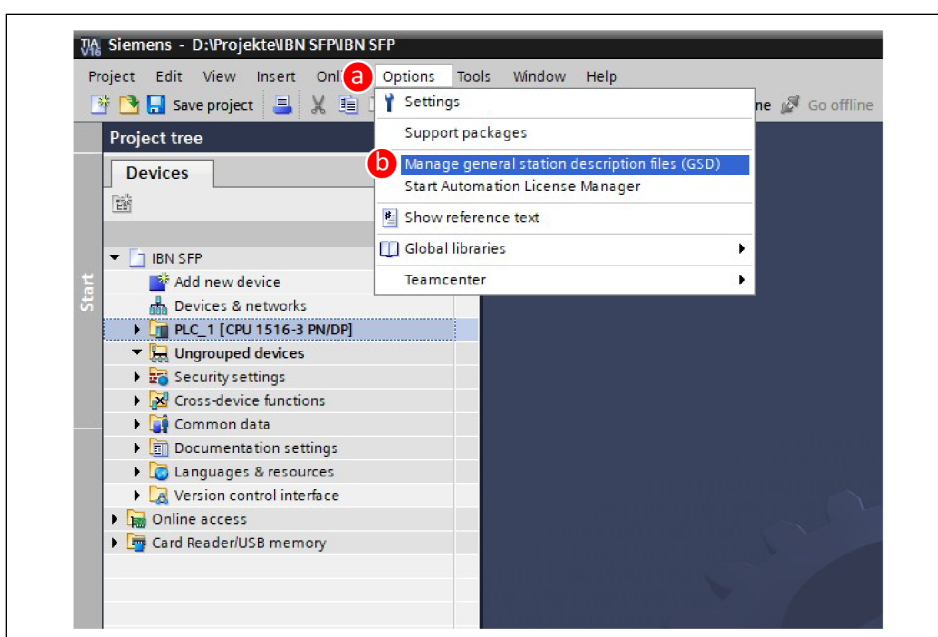 TIA V16 Siemens - D:\Projekte\IBN SFP\IBN SFP
Project Edit View Insert Onli a Options Tools Window Help
Save project ne Go offline
Settings
Support packages
b Manage general station description files (GSD)
Start Automation License Manager
Show reference text
Global libraries
Teamcenter
Start
Project tree
Devices
IBN SFP
Add new device
Devices & networks
PLC_1 [CPU 1516-3 PN/DP]
Ungrouped devices
Security settings
Cross-device functions
Common data
Documentation settings
Languages & resources
Version control interface
Online access
Card Reader/USB memory